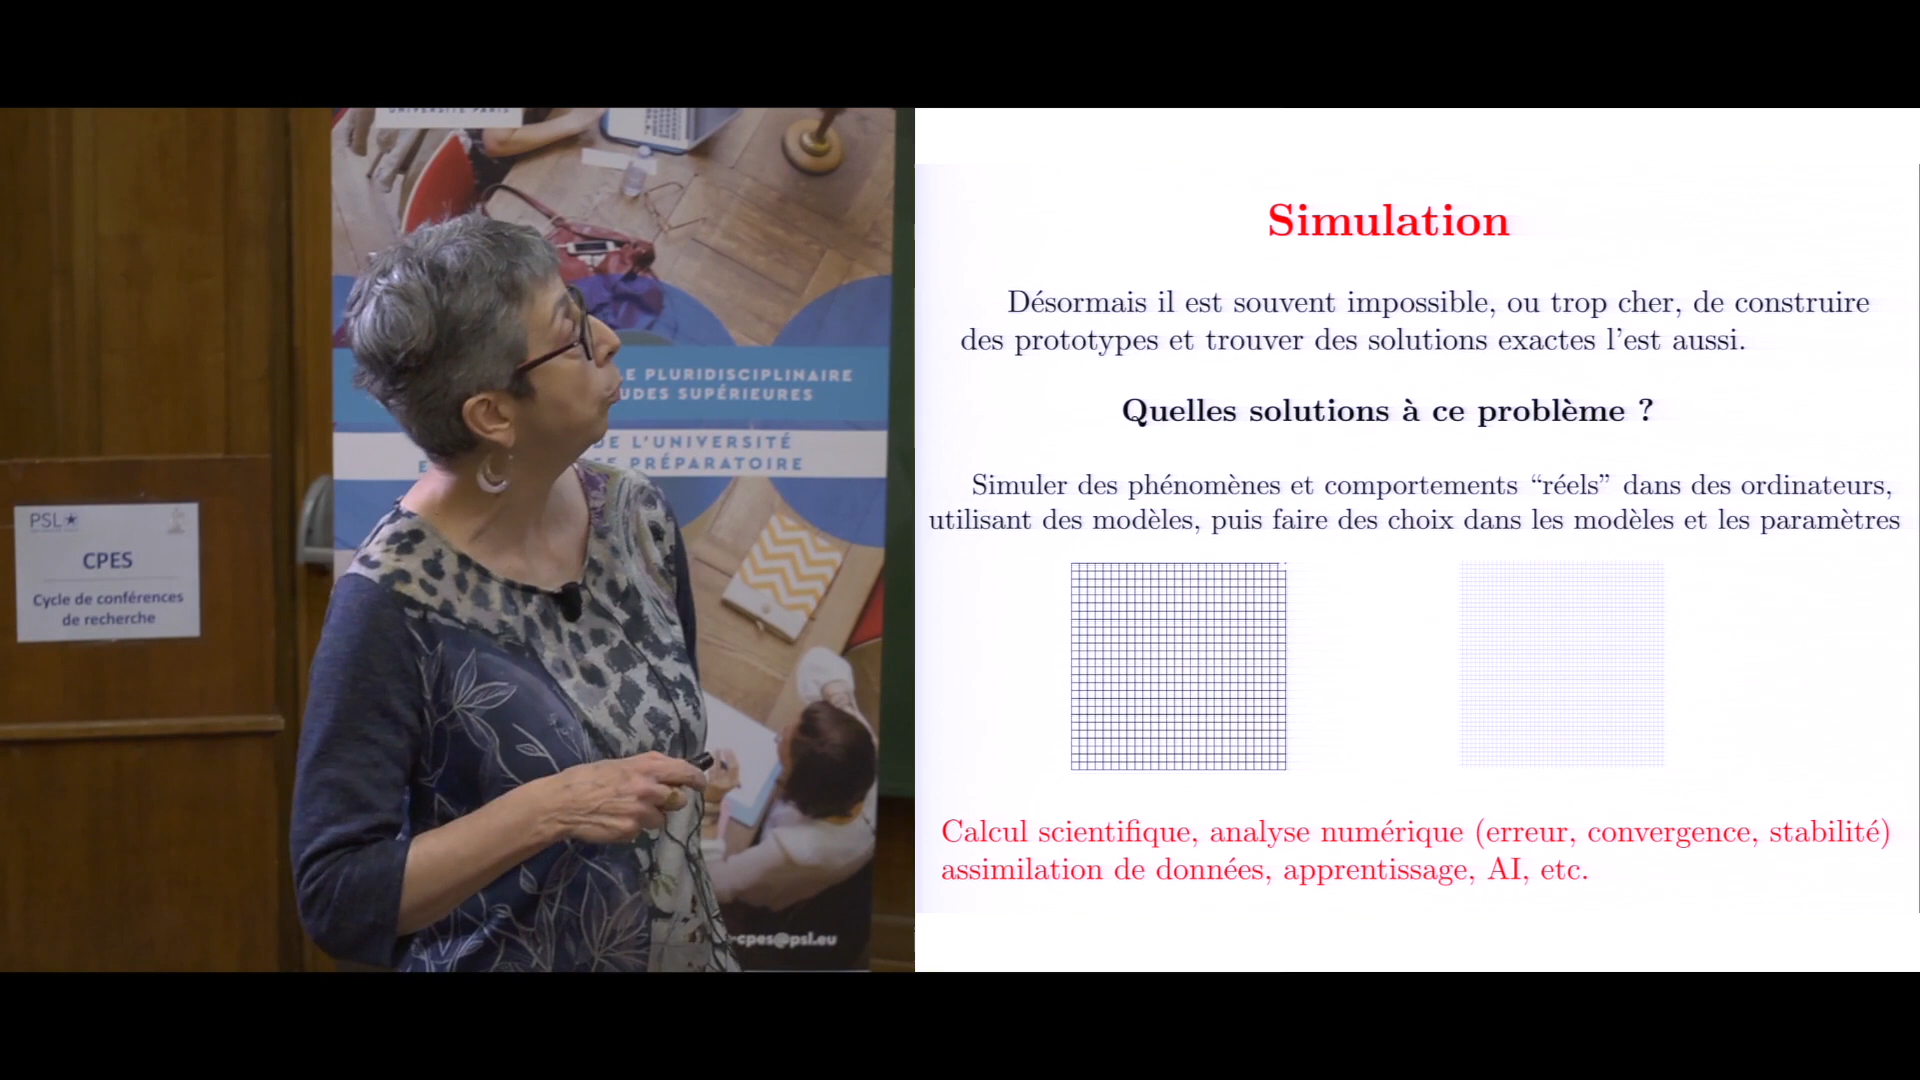 UNIVERSITÉ PARIS
LE PLURIDISCIPLINAIRE
UDES SUPÉRIEURES
DE L'UNIVERSITÉ
E
PRÉPARATOIRE
PSL
CPES
Cycle de conférences
de recherche
-cpes@psl.eu
Simulation
Désormais il est souvent impossible, ou trop cher, de construire
des prototypes et trouver des solutions exactes l'est aussi.
Quelles solutions à ce problème ?
Simuler des phénomènes et comportements “réels” dans des ordinateurs,
utilisant des modèles, puis faire des choix dans les modèles et les paramètres
Calcul scientifique, analyse numérique (erreur, convergence, stabilité)
assimilation de données, apprentissage, AI, etc.